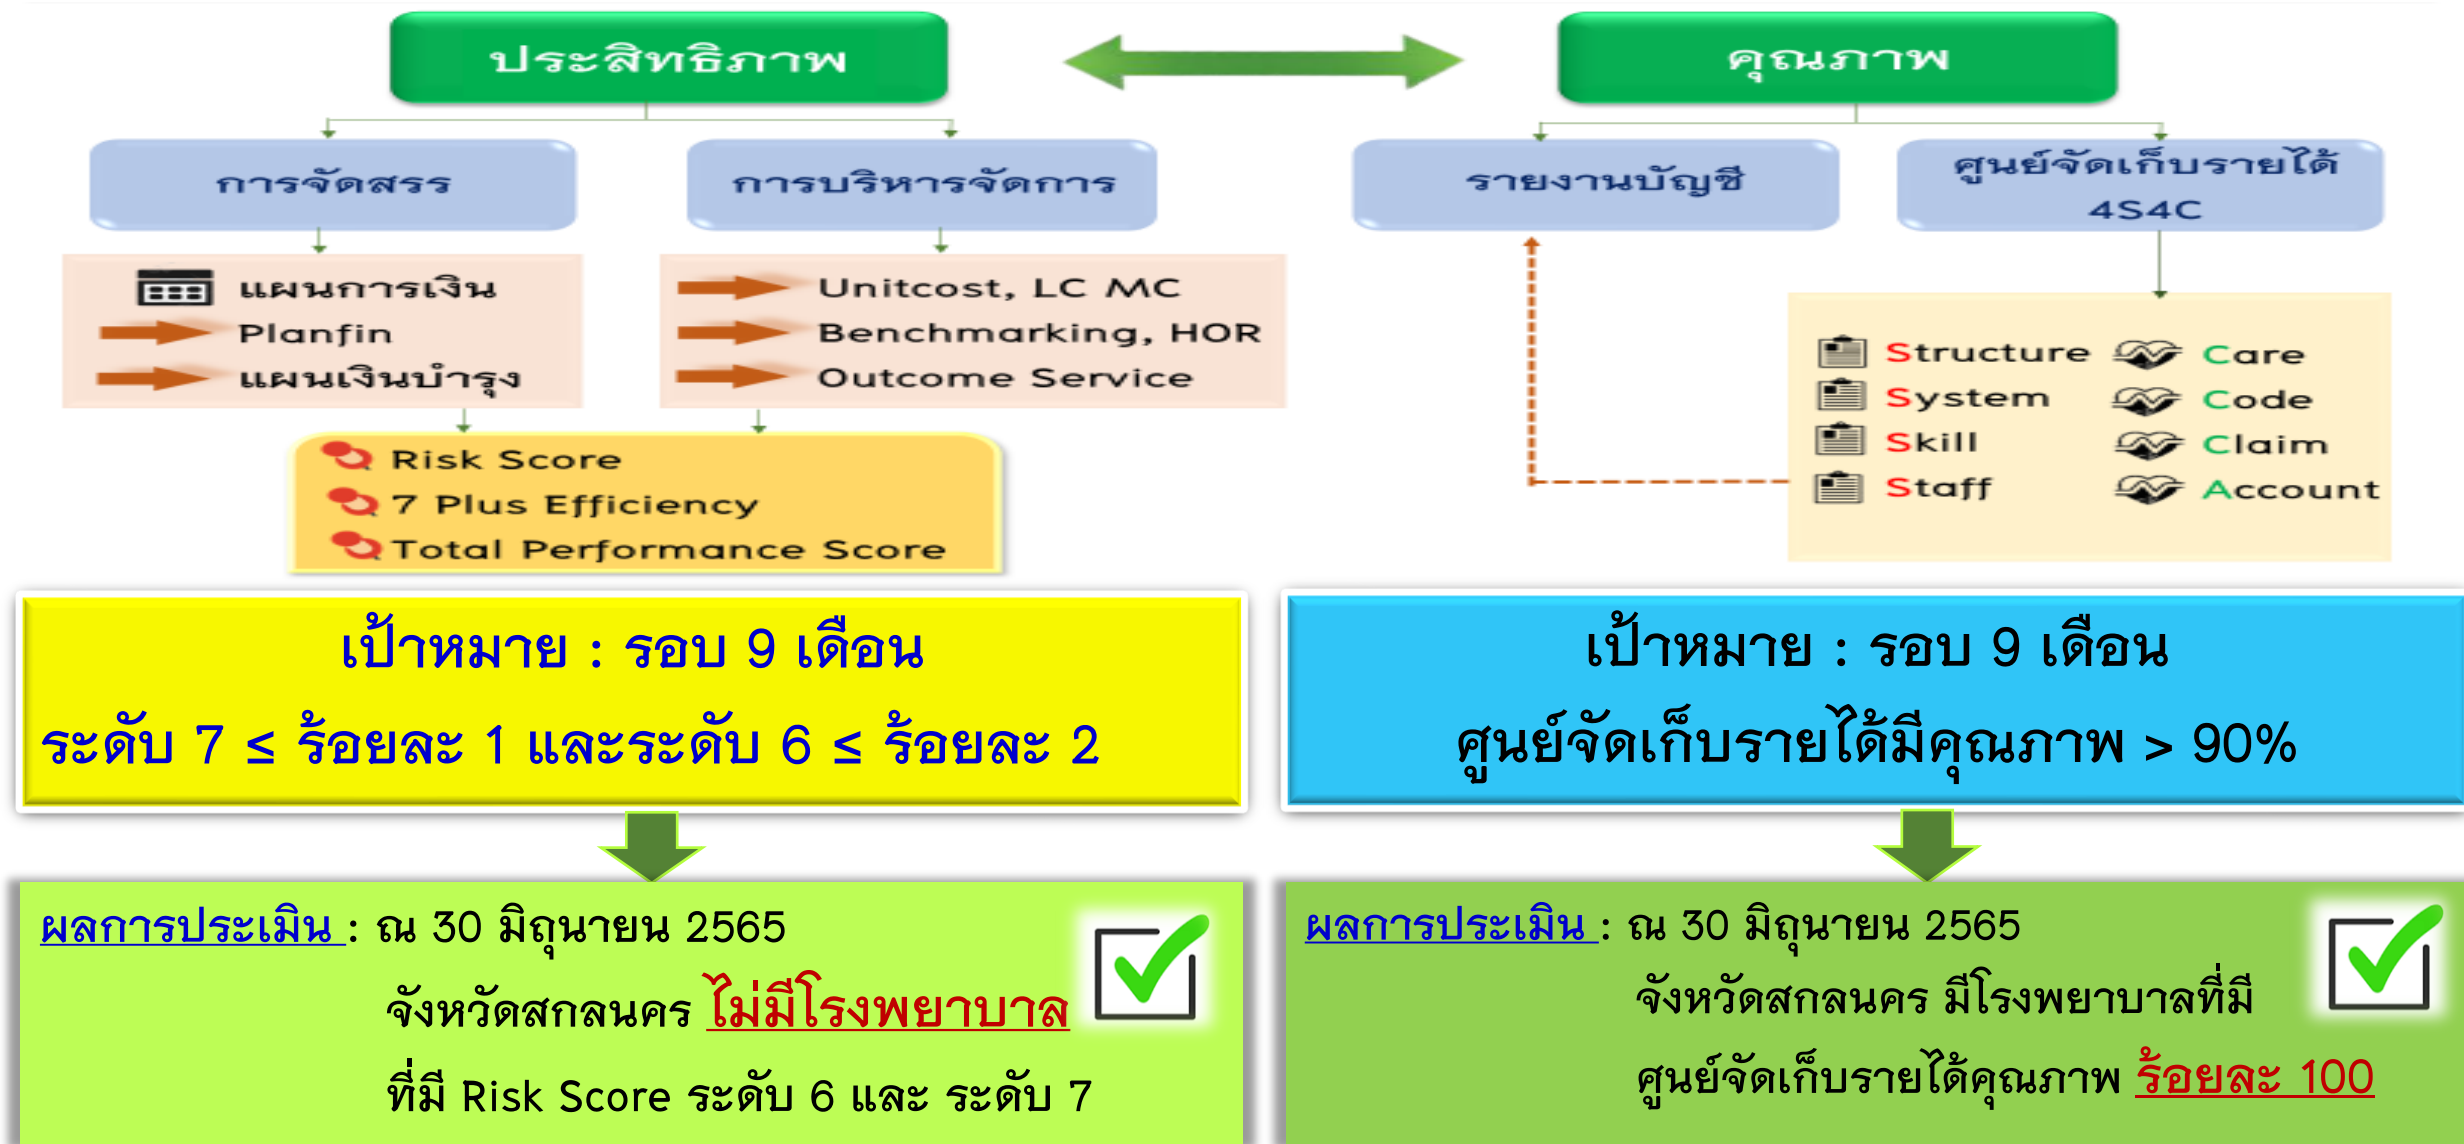 ประสิทธิภาพ
คุณภาพ
การจัดสรร
การบริหารจัดการ
รายงานบัญชี
ศูนย์จัดเก็บรายได้
4S4C
แผนการเงิน
Planfin
แผนเงินบำรุง
Unitcost, LC MC
Benchmarking, HOR
Outcome Service
Risk Score
7 Plus Efficiency
Total Performance Score
Structure
System
Skill
Staff
Care
Code
Claim
Account
เป้าหมาย : รอบ 9 เดือน
ระดับ 7 ≤ ร้อยละ 1 และระดับ 6 ≤ ร้อยละ 2
เป้าหมาย : รอบ 9 เดือน
ศูนย์จัดเก็บรายได้มีคุณภาพ > 90%
ผลการประเมิน : ณ 30 มิถุนายน 2565
จังหวัดสกลนคร ไม่มีโรงพยาบาล
ที่มี Risk Score ระดับ 6 และ ระดับ 7
ผลการประเมิน : ณ 30 มิถุนายน 2565
จังหวัดสกลนคร มีโรงพยาบาลที่มี
ศูนย์จัดเก็บรายได้คุณภาพ ร้อยละ 100